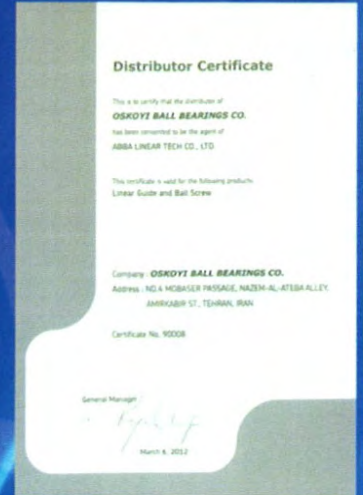 Distributor Certificate
This is to certify that the distributor of
OSKOYI BALL BEARINGS CO.
has been consented to be the agent of
ABBA LINEAR TECH CO., LTD.
This certificate is valid for the following products:
Linear Guide and Ball Screw
Company : OSKOYI BALL BEARINGS CO.
Address : NO.4 MOBASER PASSAGE, NAZEM-AL-ATEBA ALLEY,
AMIRKABIR ST., TEHRAN, IRAN
Certificate No. 90008
General Manager :
March 6, 2012